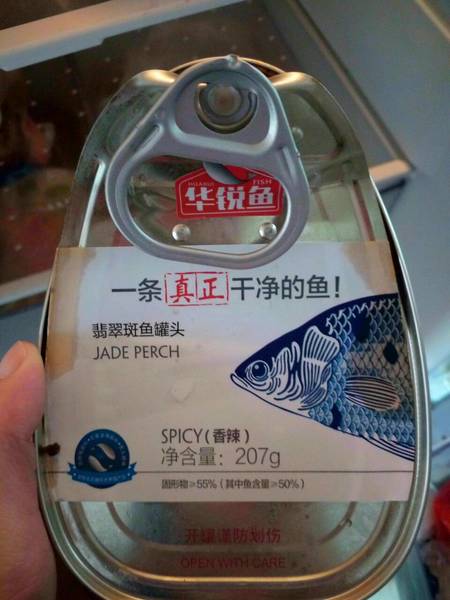 HUARUI FISH
华锐鱼
一条真正干净的鱼!
翡翠斑鱼罐头
JADE PERCH
SPICY(香辣)
净含量: 207g
固形物≥55%(其中鱼含量≥50%)
开罐谨防划伤
OPEN WITH CARE